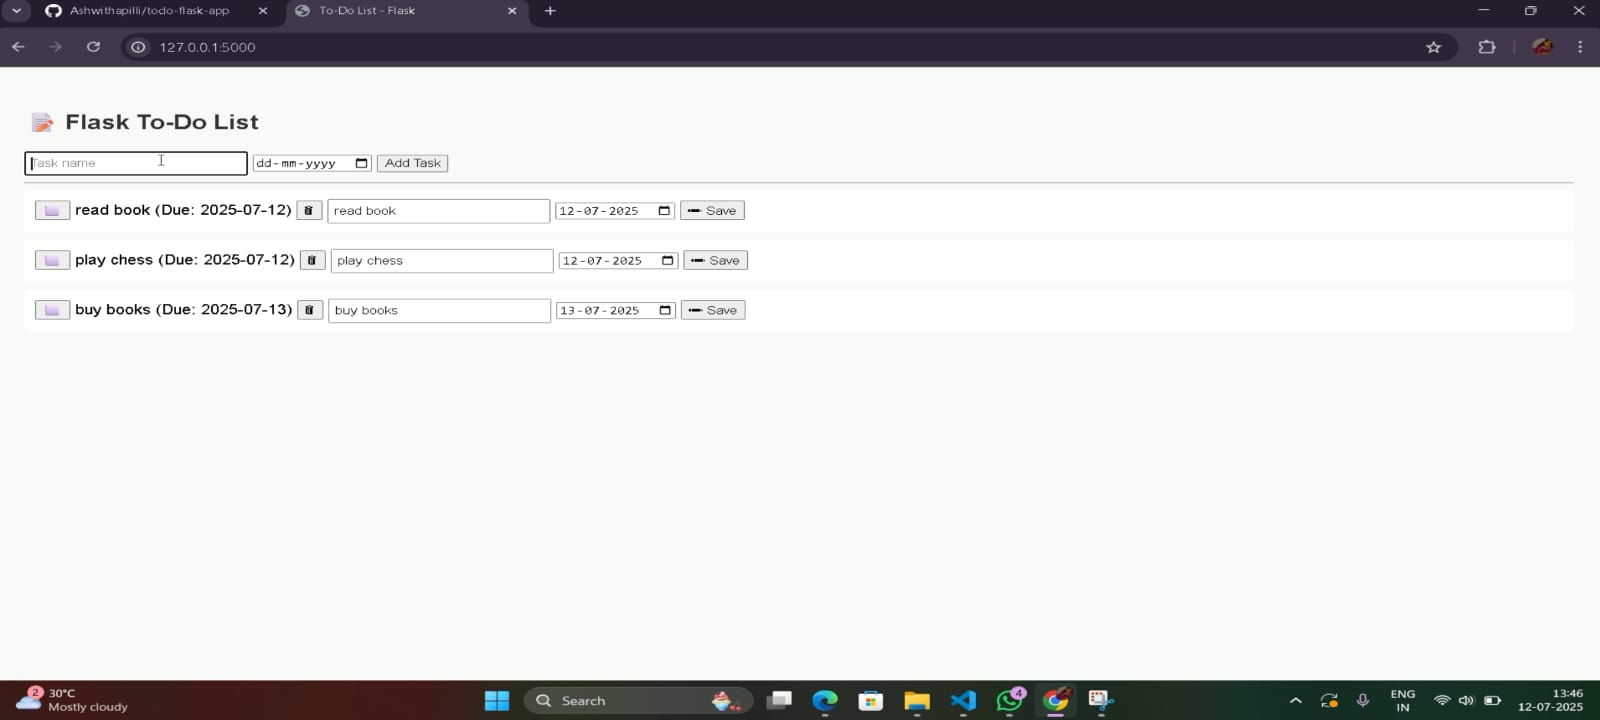 Ashwithapilli/todo-flask-app
To-Do List - Flask
127.0.0.1:5000
Flask To-Do List
Task name dd-mm-yyyy Add Task
read book (Due: 2025-07-12) read book 12-07-2025 Save
play chess (Due: 2025-07-12) play chess 12-07-2025 Save
buy books (Due: 2025-07-13) buy books 13-07-2025 Save
2
30°C
Mostly cloudy
Search
4
ENG
IN
13:46
12-07-2025